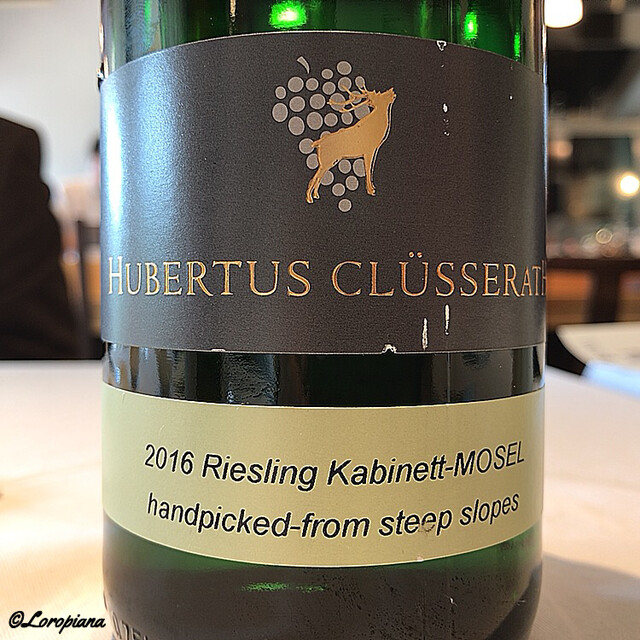 HUBERTUS CLÜSSERATH
2016 Riesling Kabinett-MOSEL
handpicked-from steep slopes
©Loropiana